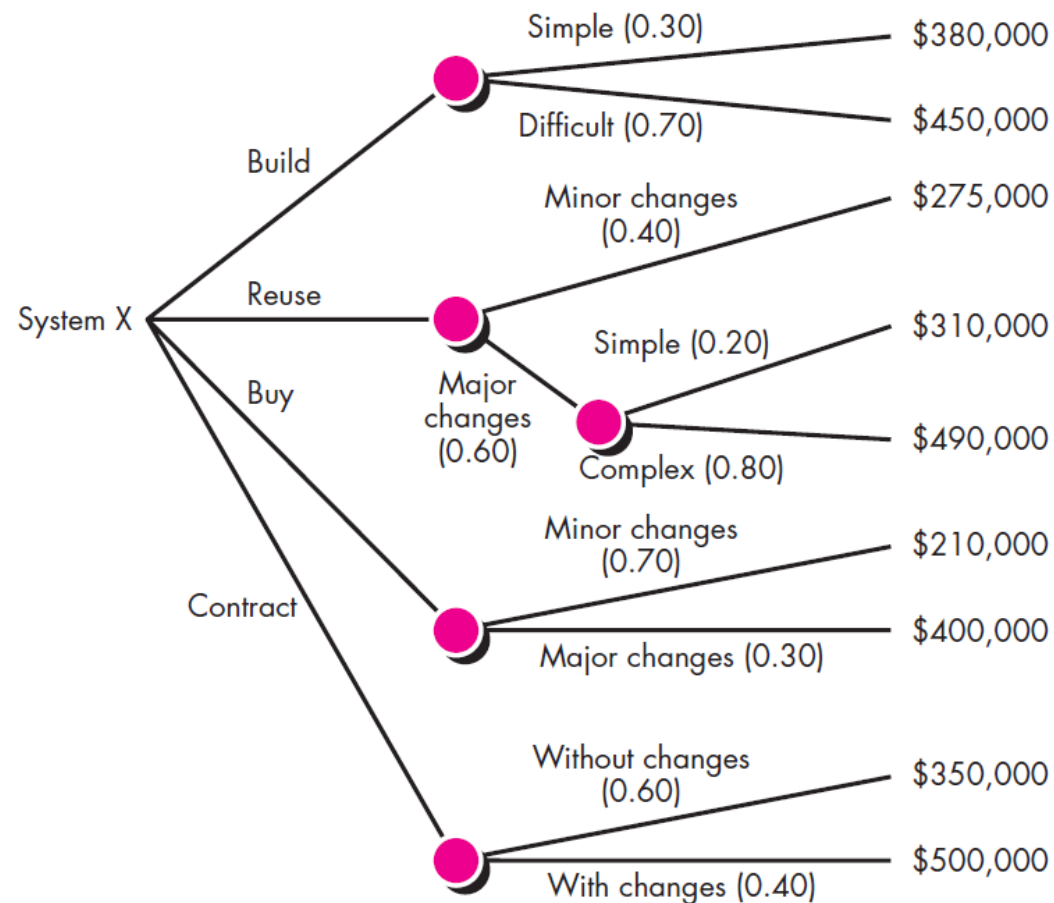 Simple (0.30)
$380,000
Difficult (0.70)
$450,000
Build
Minor changes
(0.40)
$275,000
System X
Reuse
Simple (0.20)
$310,000
Major
changes
(0.60)
Complex (0.80)
$490,000
Buy
Minor changes
(0.70)
$210,000
Major changes (0.30)
$400,000
Contract
Without changes
(0.60)
$350,000
With changes (0.40)
$500,000